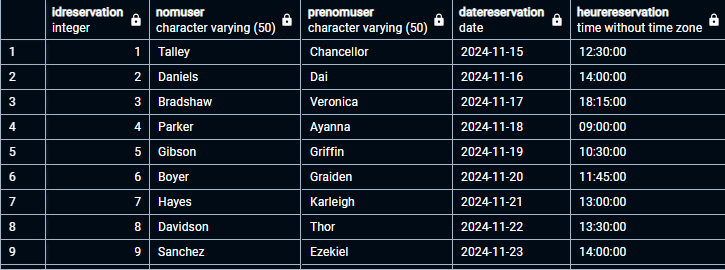 idreservation nomuser prenomuser datereservation heurereservation
integer character varying (50) character varying (50) date time without time zone
1 1 Talley Chancellor 2024-11-15 12:30:00
2 2 Daniels Dai 2024-11-16 14:00:00
3 3 Bradshaw Veronica 2024-11-17 18:15:00
4 4 Parker Ayanna 2024-11-18 09:00:00
5 5 Gibson Griffin 2024-11-19 10:30:00
6 6 Boyer Graiden 2024-11-20 11:45:00
7 7 Hayes Karleigh 2024-11-21 13:00:00
8 8 Davidson Thor 2024-11-22 13:30:00
9 9 Sanchez Ezekiel 2024-11-23 14:00:00